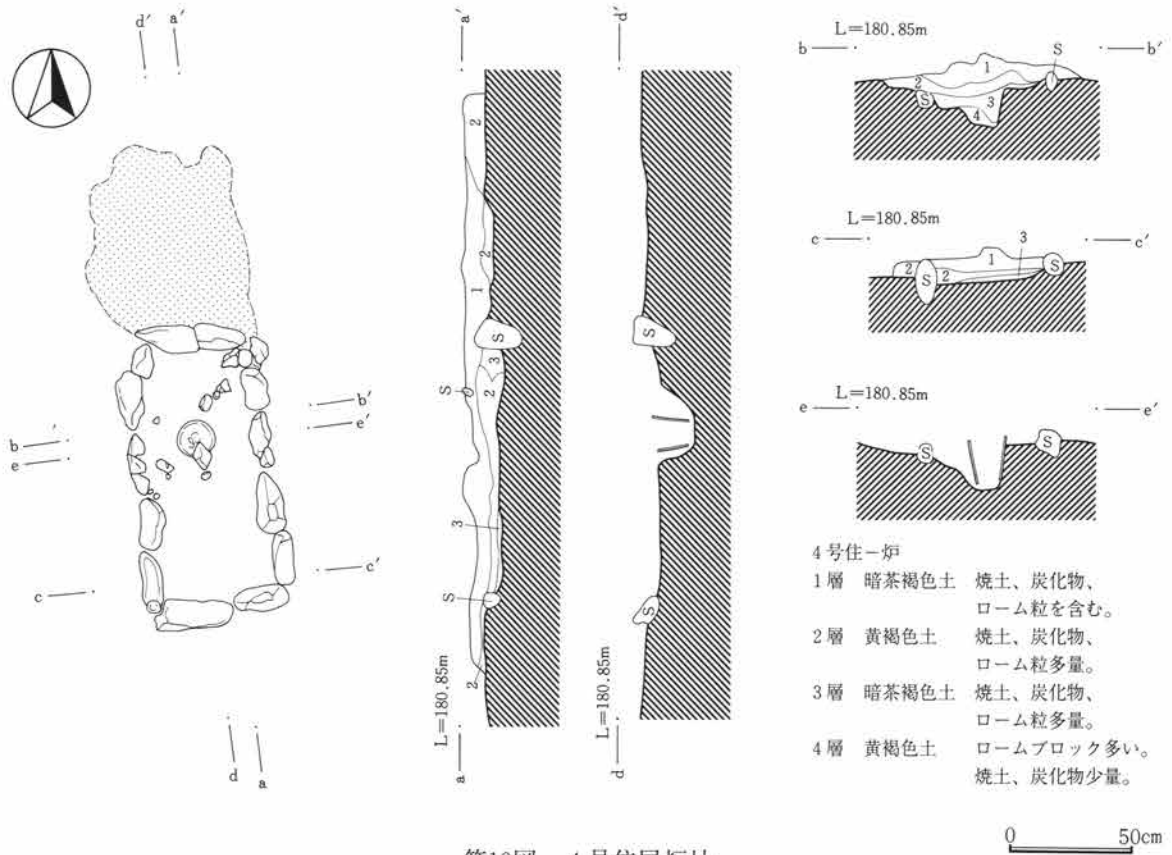 d′
a′
b′
e′
b
e
c′
c
d
a
a′
2
2
1
S
3
S
2
3
S
2
L=180.85m
a
d′
S
S
L=180.85m
d
L=180.85m
b
b′
S
1
2
S
3
4
L=180.85m
c
c′
3
1
2
S
2
S
L=180.85m
e
e′
S
S
4号住－炉
1層 暗茶褐色土 焼土、炭化物、
ローム粒を含む。
2層 黄褐色土 焼土、炭化物、
ローム粒多量。
3層 暗茶褐色土 焼土、炭化物、
ローム粒多量。
4層 黄褐色土 ロームブロック多い。
焼土、炭化物少量。
0 50cm